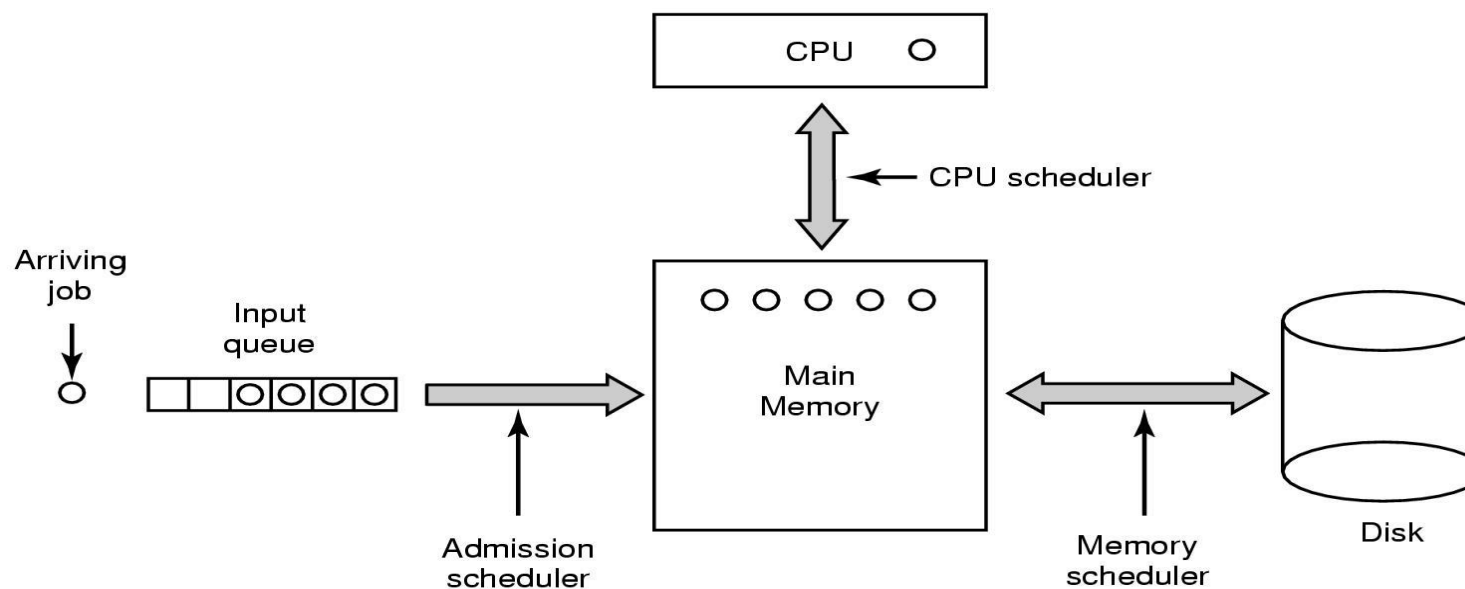 CPU
CPU scheduler
Arriving
job
Input
queue
Main
Memory
Admission
scheduler
Memory
scheduler
Disk